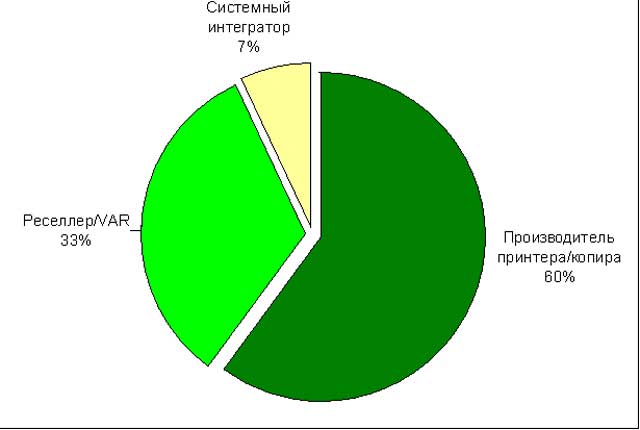 Системный
интегратор
7%
Реселлер/VAR
33%
Производитель
принтера/копира
60%